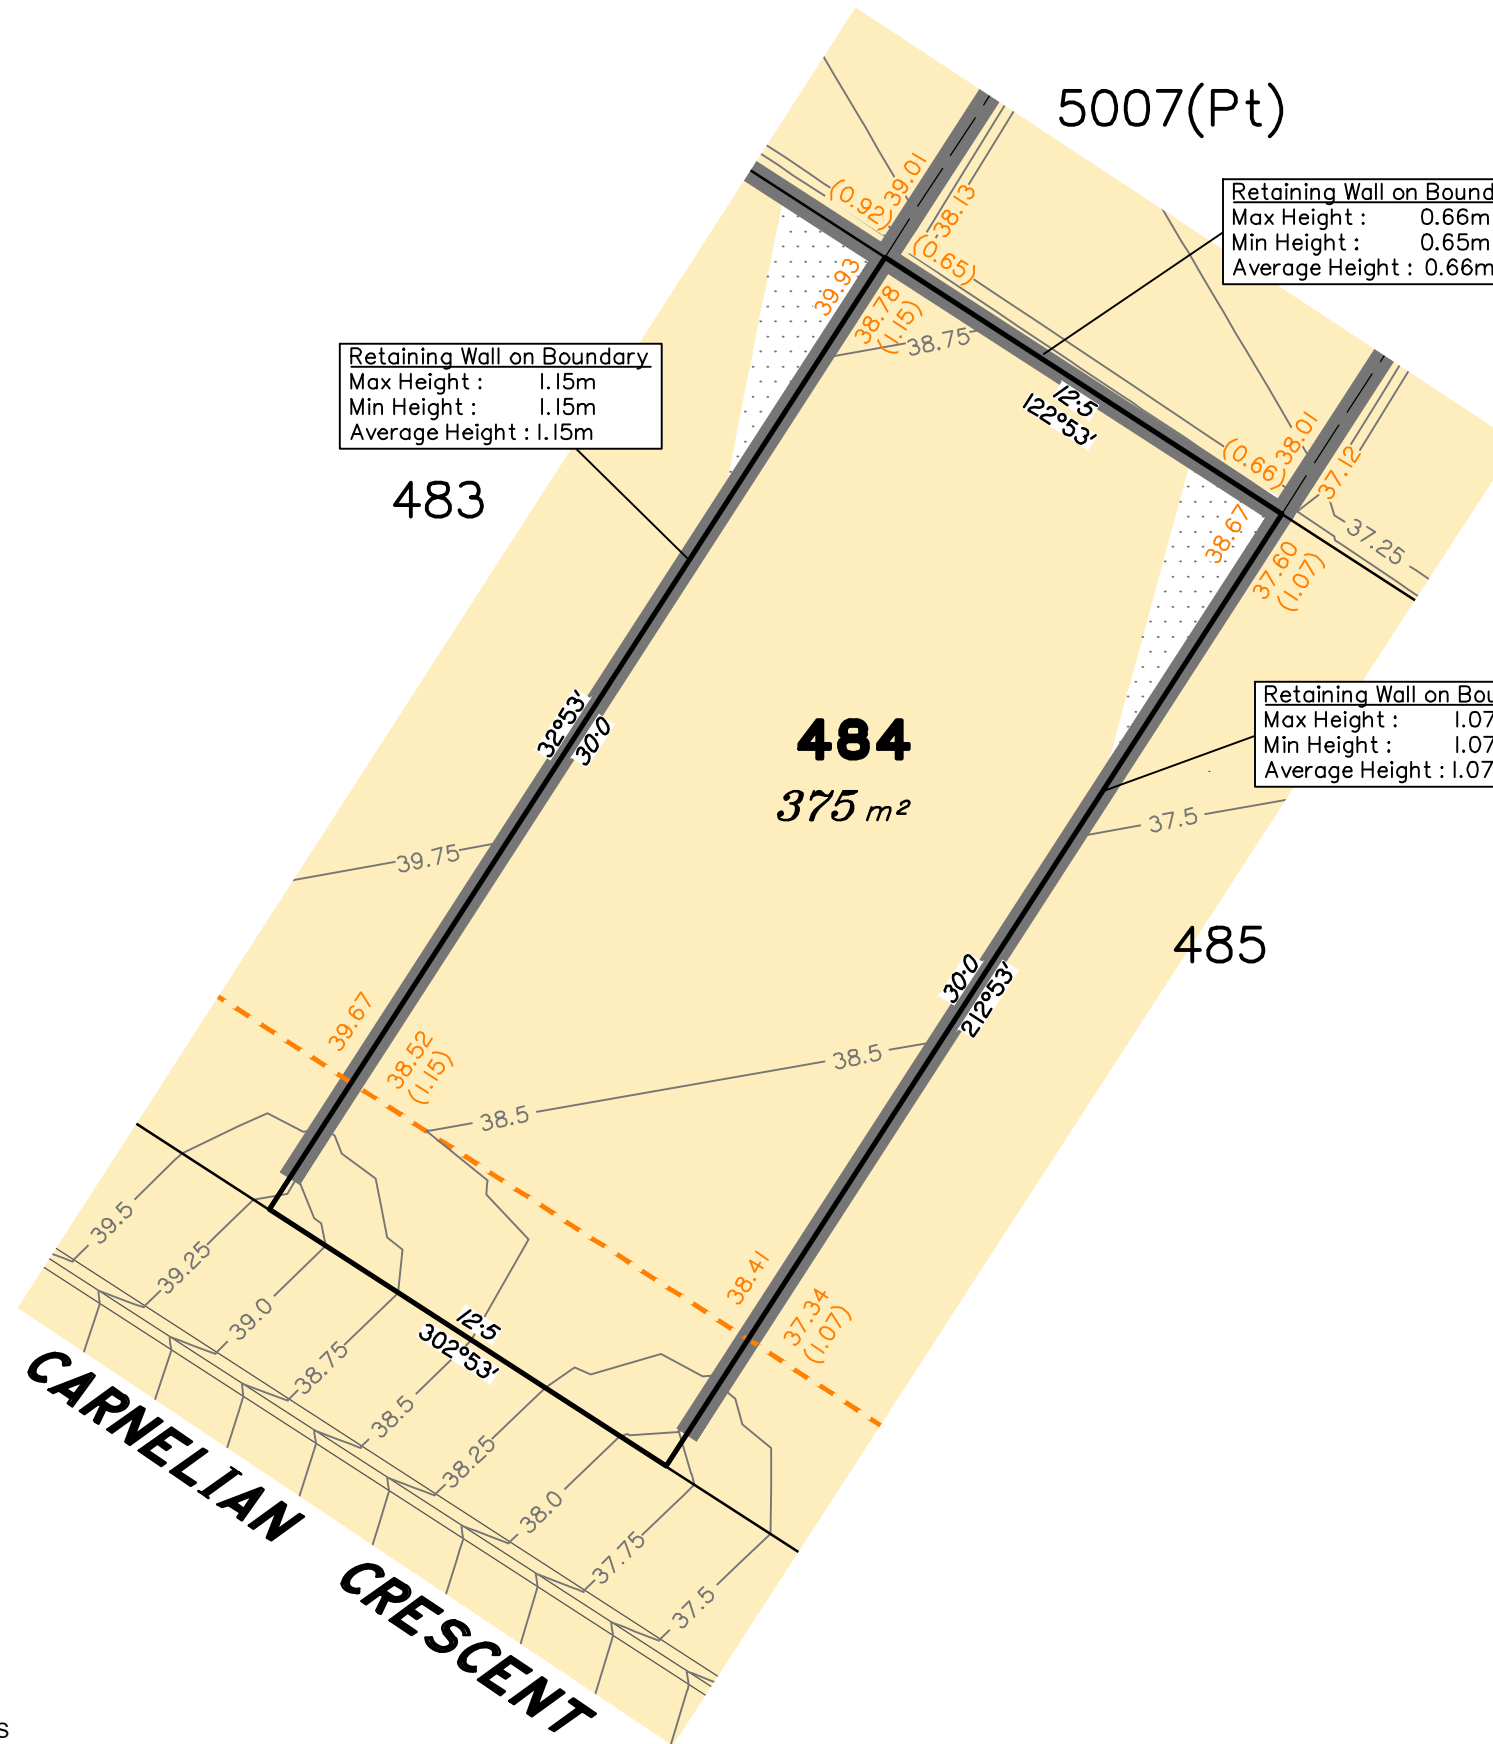 5007(Pt)
Retaining Wall on Bound
Max Height : 0.66m
Min Height : 0.65m
Average Height : 0.66m
(0.92)
39.01
38.13
(0.65)
39.93
38.78
(1.15)
38.75
Retaining Wall on Boundary
Max Height : 1.15m
Min Height : 1.15m
Average Height : 1.15m
12·5
122°53'
(0.66)
38.01
37.12
483
38.67
37.25
37.60
(1.07)
32°53'
30·0
484
375 m²
Retaining Wall on Bou
Max Height : 1.07
Min Height : 1.07
Average Height : 1.07
37.5
39.75
485
30·0
212°53'
39.67
38.52
(1.15)
38.5
38.5
39.5
39.25
39.0
38.75
38.5
38.25
38.0
37.75
37.5
38.41
37.34
(1.07)
12·5
302°53'
CARNELIAN CRESCENT
s